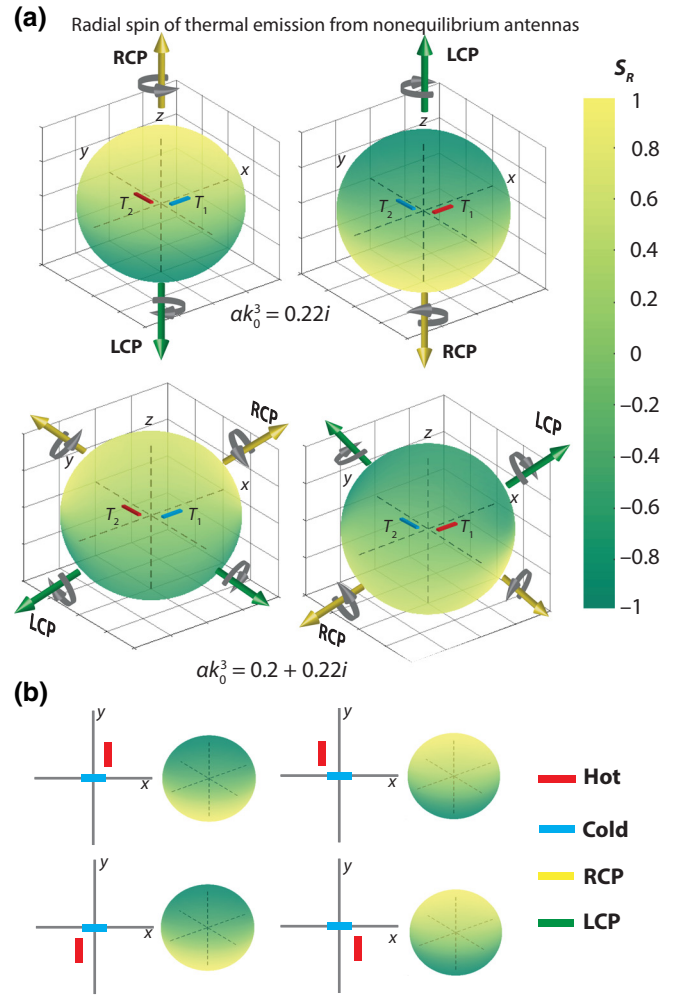 (a)
Radial spin of thermal emission from nonequilibrium antennas
RCP
LCP
S_R
z
z
y
x
y
x
T_2
T_1
T_2
T_1
LCP
RCP
αk_0^3 = 0.22i
1
0.8
0.6
0.4
0.2
0
–0.2
–0.4
–0.6
–0.8
–1
RCP
LCP
z
z
y
x
y
x
T_2
T_1
T_2
T_1
LCP
RCP
αk_0^3 = 0.2 + 0.22i
(b)
y
x
y
x
y
x
y
x
Hot
Cold
RCP
LCP